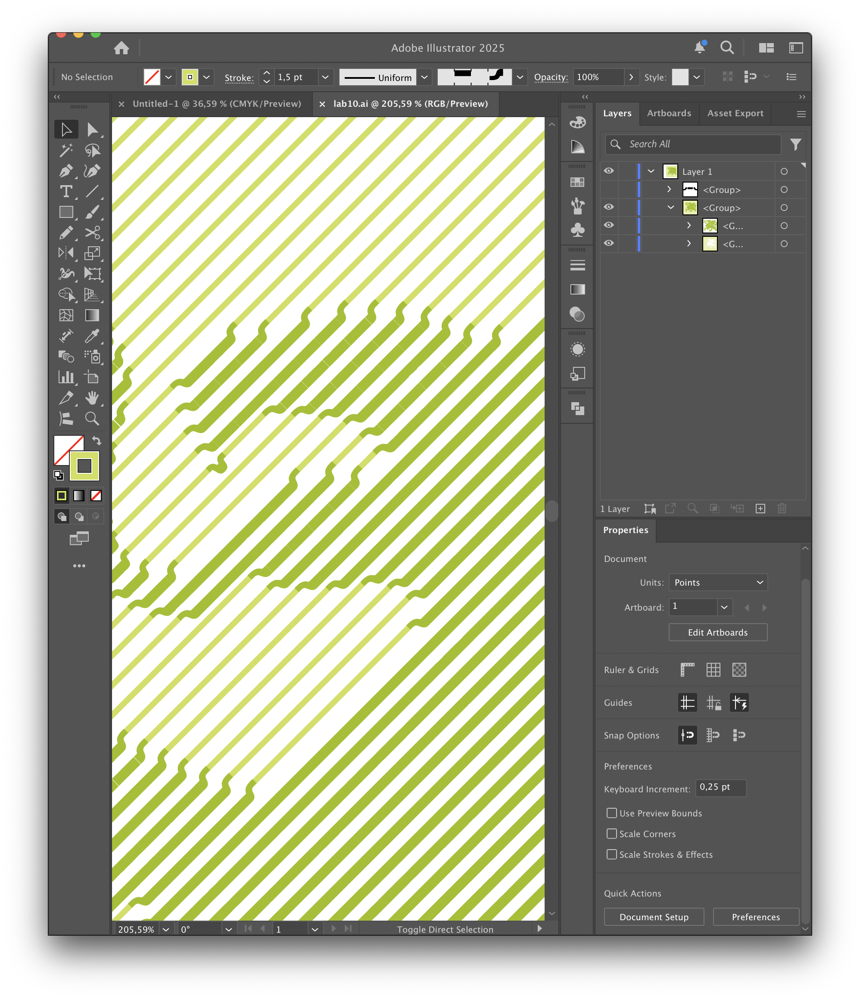 Adobe Illustrator 2025
No Selection
Stroke:
1,5 pt
Uniform
Opacity:
100%
Style:
Untitled-1 @ 36,59 % (CMYK/Preview)
lab10.ai @ 205,59 % (RGB/Preview)
Layers
Artboards
Asset Export
Search All
Layer 1
<Group>
<Group>
<G...
<G...
1 Layer
Properties
Document
Units:
Points
Artboard:
1
Edit Artboards
Ruler & Grids
Guides
Snap Options
Preferences
Keyboard Increment:
0,25 pt
Use Preview Bounds
Scale Corners
Scale Strokes & Effects
Quick Actions
Document Setup
Preferences
205,59%
0°
1
Toggle Direct Selection